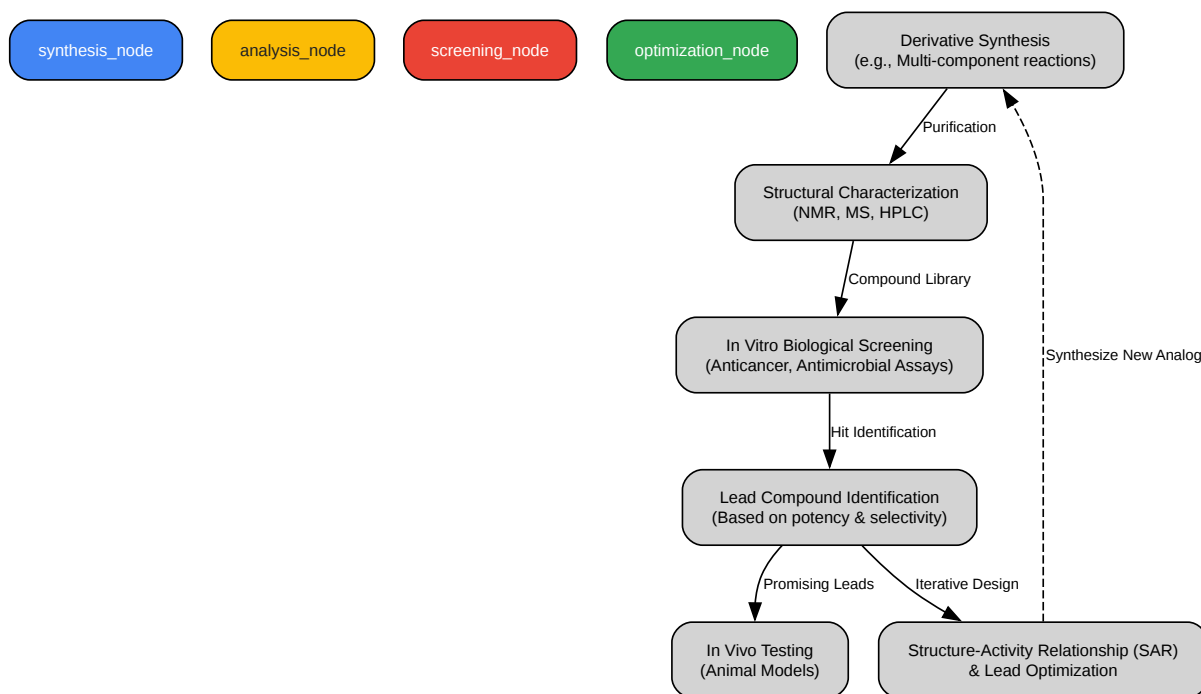 synthesis_node
analysis_node
screening_node
optimization_node
Derivative Synthesis
(e.g., Multi-component reactions)
Purification
Structural Characterization
(NMR, MS, HPLC)
Compound Library
In Vitro Biological Screening
(Anticancer, Antimicrobial Assays)
Synthesize New Analog
Hit Identification
Lead Compound Identification
(Based on potency & selectivity)
Promising Leads
Iterative Design
In Vivo Testing
(Animal Models)
Structure-Activity Relationship (SAR)
& Lead Optimization